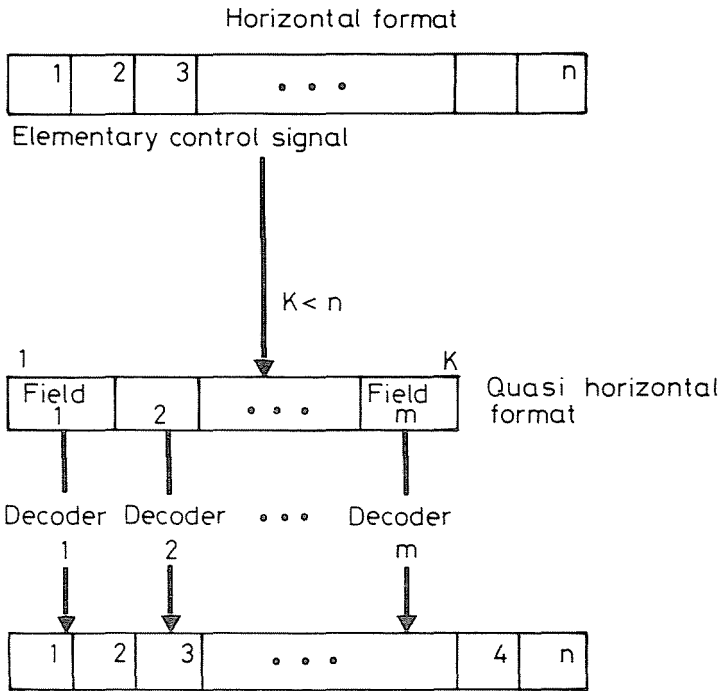 Horizontal format
1 2 3 • • • n
Elementary control signal
K < n
1 K
Field 1 2 • • • Field m
Quasi horizontal format
Decoder 1 Decoder 2 • • • Decoder m
1 2 3 • • • 4 n